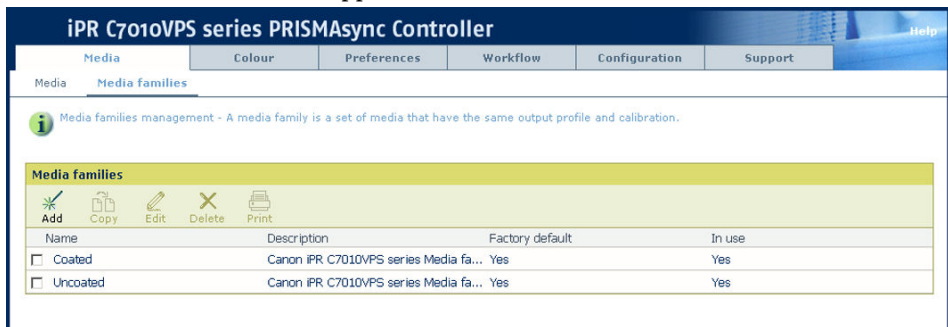 iPR C7010VPS series PRISMAsync Controller
Help
Media Colour Preferences Workflow Configuration Support
Media Media families
Media families management - A media family is a set of media that have the same output profile and calibration.
Media families
Add Copy Edit Delete Print
Name Description Factory default In use
Coated Canon iPR C7010VPS series Media fa... Yes Yes
Uncoated Canon iPR C7010VPS series Media fa... Yes Yes